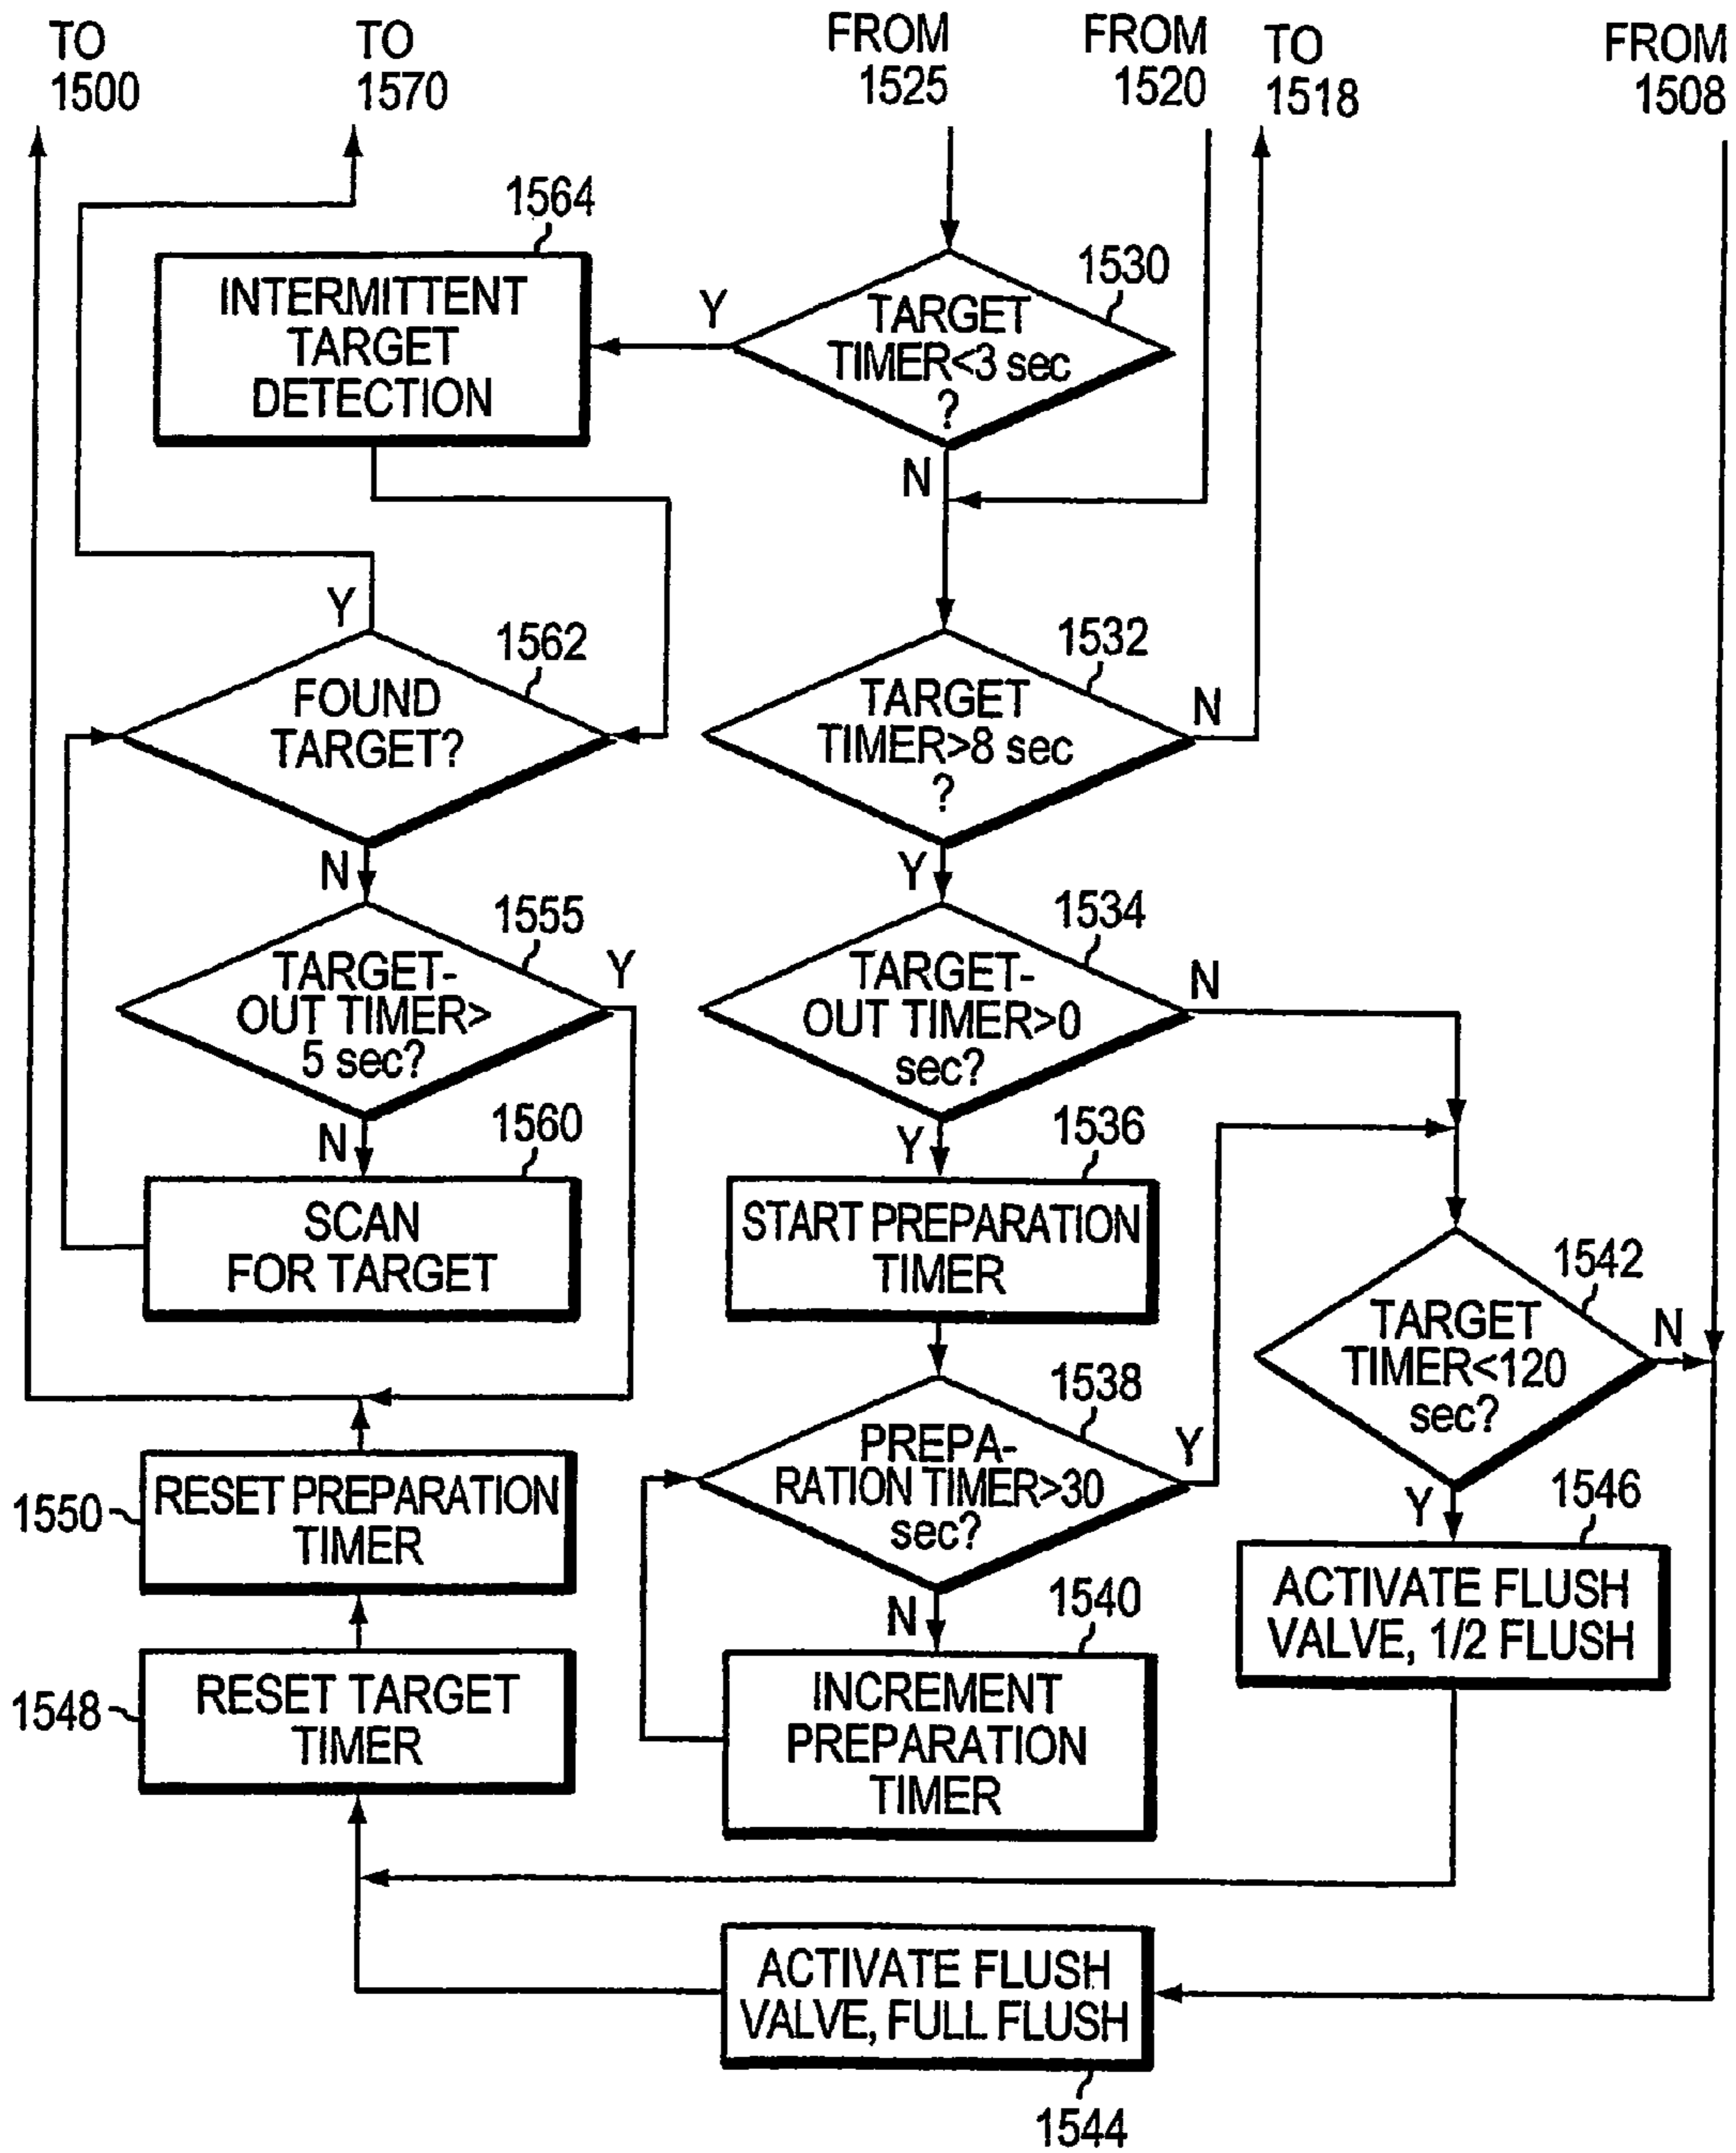 TO
1500
TO
1570
FROM
1525
FROM
1520
TO
1518
FROM
1508
1564
INTERMITTENT
TARGET
DETECTION
Y
1530
TARGET
TIMER<3 sec
?
N
Y
1562
FOUND
TARGET?
N
1532
TARGET
TIMER>8 sec
?
N
Y
1555
TARGET-
OUT TIMER>
5 sec?
Y
N
1534
TARGET-
OUT TIMER>0
sec?
N
Y
1560
SCAN
FOR TARGET
1536
START PREPARATION
TIMER
1542
TARGET
TIMER<120
sec?
N
Y
1538
PREPA-
RATION TIMER>30
sec?
Y
N
1550
RESET PREPARATION
TIMER
1546
ACTIVATE FLUSH
VALVE, 1/2 FLUSH
1548
RESET TARGET
TIMER
1540
INCREMENT
PREPARATION
TIMER
ACTIVATE FLUSH
VALVE, FULL FLUSH
1544